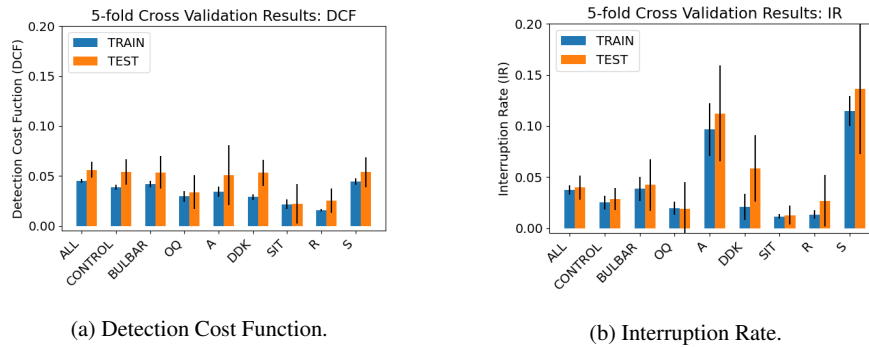 5-fold Cross Validation Results: DCF
Detection Cost Fuction (DCF)
0.20
0.15
0.10
0.05
0.00
TRAIN
TEST
ALL
CONTROL
BULBAR
OQ
A
DDK
SIT
R
S
(a) Detection Cost Function.
5-fold Cross Validation Results: IR
Interruption Rate (IR)
0.20
0.15
0.10
0.05
0.00
TRAIN
TEST
ALL
CONTROL
BULBAR
OQ
A
DDK
SIT
R
S
(b) Interruption Rate.